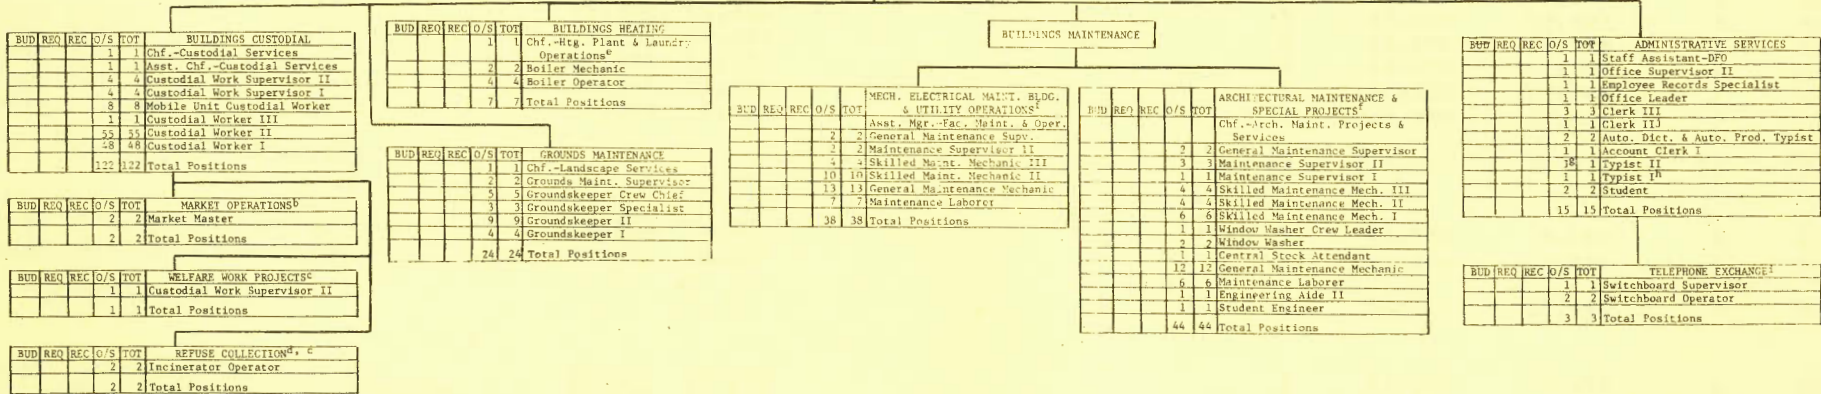 BUD REQ REC O/S TOT BUILDINGS CUSTODIAL
1 1 Chf.-Custodial Services
1 1 Asst. Chf.-Custodial Services
4 4 Custodial Work Supervisor II
4 4 Custodial Work Supervisor I
8 8 Mobile Unit Custodial Worker
1 1 Custodial Worker III
55 55 Custodial Worker II
48 48 Custodial Worker I
122 122 Total Positions
BUD REQ REC O/S TOT MARKET OPERATIONSb
2 2 Market Master
2 2 Total Positions
BUD REQ REC O/S TOT WELFARE WORK PROJECTSc
1 1 Custodial Work Supervisor II
1 1 Total Positions
BUD REQ REC O/S TOT REFUSE COLLECTIONd, e
2 2 Incinerator Operator
2 2 Total Positions
BUD REQ REC O/S TOT BUILDINGS HEATING
1 1 Chf.-Htg. Plant & Laundry
Operationse
2 2 Boiler Mechanic
4 4 Boiler Operator
7 7 Total Positions
BUD REQ REC O/S TOT GROUNDS MAINTENANCE
1 1 Chf.-Landscape Services
2 2 Grounds Maint. Supervisor
5 5 Groundskeeper Crew Chief
3 3 Groundskeeper Specialist
9 9 Groundskeeper II
4 4 Groundskeeper I
24 24 Total Positions
BUILDINGS MAINTENANCE
MECH. ELECTRICAL MAINT. BLDG.
BUD REQ REC O/S TOT & UTILITY OPERATIONSf
Asst. Mgr.-Fac. Maint. & Oper.
2 2 General Maintenance Supv.
2 2 Maintenance Supervisor II
4 4 Skilled Maint. Mechanic III
10 10 Skilled Maint. Mechanic II
13 13 General Maintenance Mechanic
7 7 Maintenance Laborer
38 38 Total Positions
ARCHITECTURAL MAINTENANCE &
BUD REQ REC O/S TOT SPECIAL PROJECTSf
Chf.-Arch. Maint. Projects &
Services
2 2 General Maintenance Supervisor
3 3 Maintenance Supervisor II
1 1 Maintenance Supervisor I
4 4 Skilled Maintenance Mech. III
4 4 Skilled Maintenance Mech. II
6 6 Skilled Maintenance Mech. I
1 1 Window Washer Crew Leader
2 2 Window Washer
1 1 Central Stock Attendant
12 12 General Maintenance Mechanic
6 6 Maintenance Laborer
1 1 Engineering Aide II
1 1 Student Engineer
44 44 Total Positions
BUD REQ REC O/S TOT ADMINISTRATIVE SERVICES
1 1 Staff Assistant-DFO
1 1 Office Supervisor II
1 1 Employee Records Specialist
1 1 Office Leader
3 3 Clerk III
1 1 Clerk IIj
2 2 Auto. Dict. & Auto. Prod. Typist
1 1 Account Clerk I
1g 1 Typist II
1 1 Typist Ih
2 2 Student
15 15 Total Positions
BUD REQ REC O/S TOT TELEPHONE EXCHANGEi
1 1 Switchboard Supervisor
2 2 Switchboard Operator
3 3 Total Positions